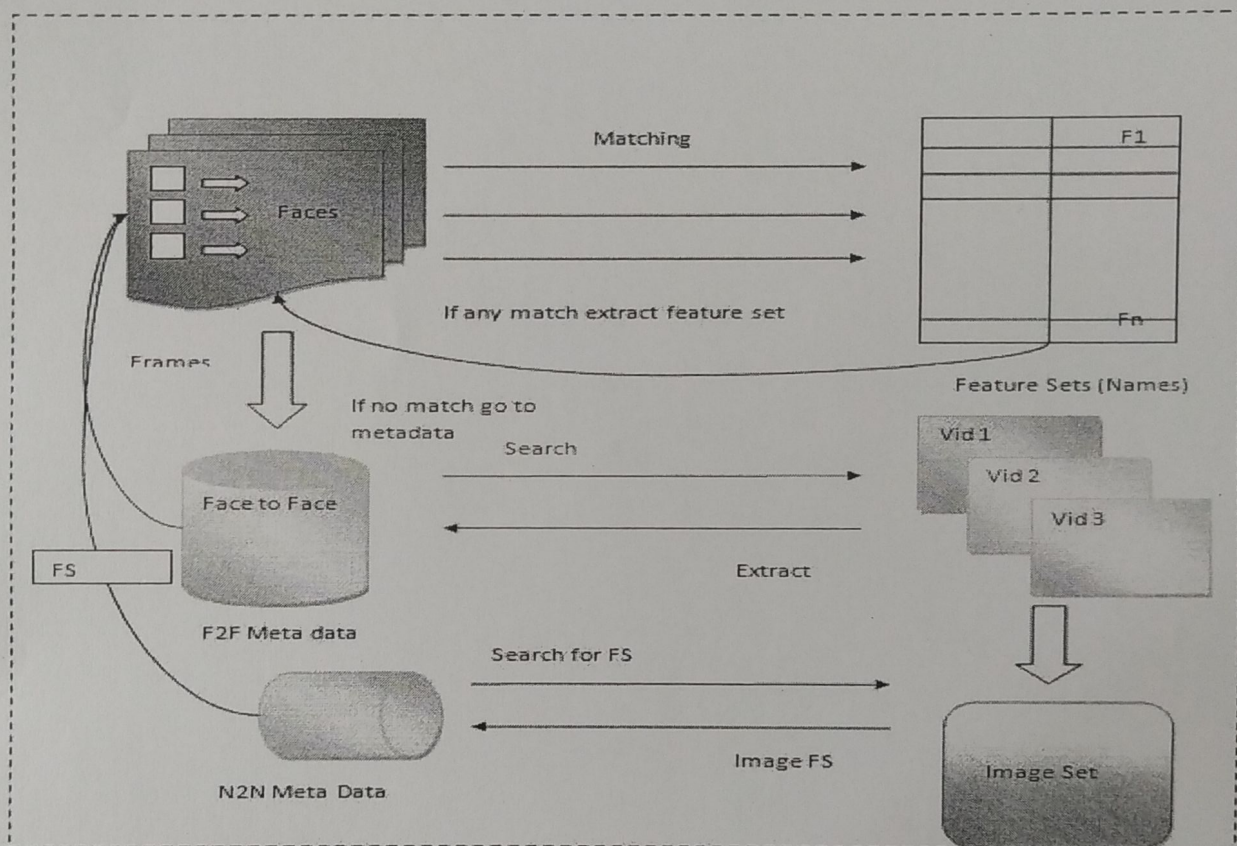 Matching
F1
Faces
If any match extract feature set
Fn
Frames
Feature Sets (Names)
If no match go to
metadata
Search
Vid 1
Vid 2
Vid 3
Face to Face
Extract
FS
F2F Meta data
Search for FS
Image FS
Image Set
N2N Meta Data